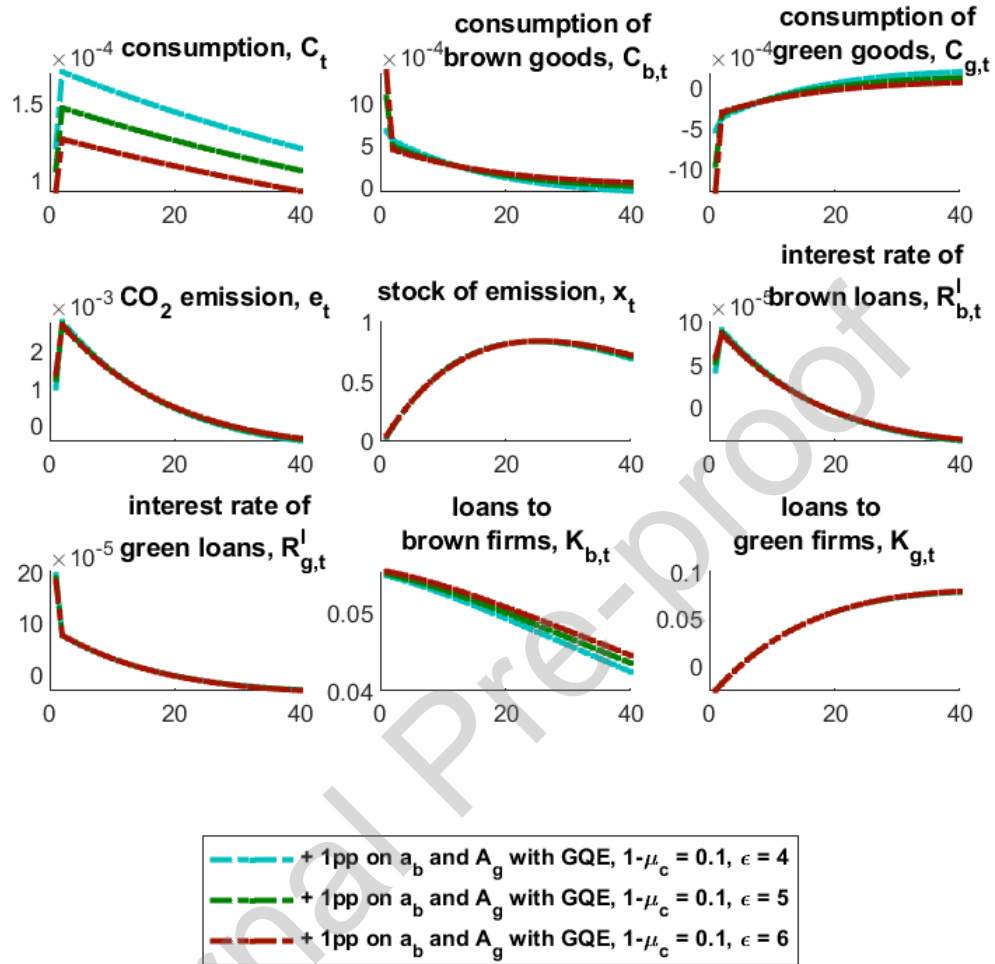 consumption, C_t
×10^-4
1.5
1
0 20 40
consumption of
brown goods, C_b,t
×10^-4
10
5
0
0 20 40
consumption of
green goods, C_g,t
×10^-4
0
-5
-10
0 20 40
CO_2 emission, e_t
×10^-3
2
1
0
0 20 40
stock of emission, x_t
1
0.5
0
0 20 40
interest rate of
brown loans, R^l_b,t
×10^-5
10
5
0
0 20 40
interest rate of
green loans, R^l_g,t
×10^-5
20
10
0
0 20 40
loans to
brown firms, K_b,t
0.05
0.04
0 20 40
loans to
green firms, K_g,t
0.1
0.05
0
0 20 40
+ 1pp on a_b and A_g with GQE, 1-μ_c = 0.1, ϵ = 4
+ 1pp on a_b and A_g with GQE, 1-μ_c = 0.1, ϵ = 5
+ 1pp on a_b and A_g with GQE, 1-μ_c = 0.1, ϵ = 6
rnal Pre-proof